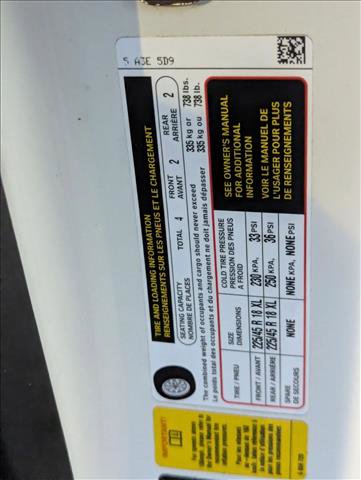 5 A3E 5D9
TIRE AND LOADING INFORMATION
RENSEIGNEMENTS SUR LES PNEUS ET LE CHARGEMENT
SEATING CAPACITY
NOMBRE DE PLACES
TOTAL 4
FRONT
AVANT 2
REAR
ARRIÈRE 2
The combined weight of occupants and cargo should never exceed 335 kg or 738 lbs.
Le poids total des occupants et du chargement ne doit jamais dépasser 335 kg ou 738 lb.
TIRE / PNEU
SIZE
DIMENSIONS
COLD TIRE PRESSURE
PRESSION DES PNEUS
A FROID
FRONT / AVANT 225/45 R 18 XL 230 KPA, 33 PSI
REAR / ARRIÈRE 225/45 R 18 XL 250 KPA, 36 PSI
SPARE
DE SECOURS NONE NONE KPA, NONE PSI
SEE OWNER'S MANUAL
FOR ADDITIONAL
INFORMATION
VOIR LE MANUEL DE
L'USAGER POUR PLUS
DE RENSEIGNEMENTS
IMPORTANT!